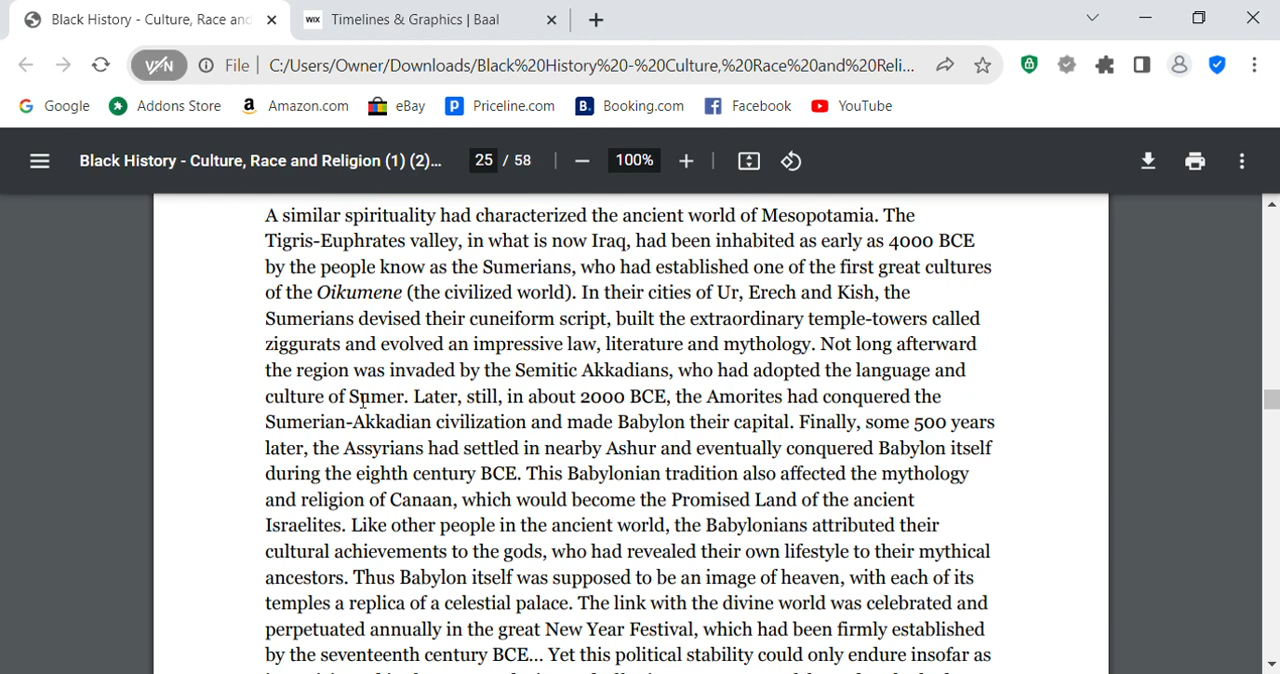 Black History - Culture, Race and
WIX Timelines & Graphics | Baal
VPN File C:/Users/Owner/Downloads/Black%20History%20-%20Culture,%20Race%20and%20Reli...
Google Addons Store Amazon.com eBay Priceline.com Booking.com Facebook YouTube
Black History - Culture, Race and Religion (1) (2)... 25 / 58 100%
A similar spirituality had characterized the ancient world of Mesopotamia. The
Tigris-Euphrates valley, in what is now Iraq, had been inhabited as early as 4000 BCE
by the people know as the Sumerians, who had established one of the first great cultures
of the Oikumene (the civilized world). In their cities of Ur, Erech and Kish, the
Sumerians devised their cuneiform script, built the extraordinary temple-towers called
ziggurats and evolved an impressive law, literature and mythology. Not long afterward
the region was invaded by the Semitic Akkadians, who had adopted the language and
culture of Sumer. Later, still, in about 2000 BCE, the Amorites had conquered the
Sumerian-Akkadian civilization and made Babylon their capital. Finally, some 500 years
later, the Assyrians had settled in nearby Ashur and eventually conquered Babylon itself
during the eighth century BCE. This Babylonian tradition also affected the mythology
and religion of Canaan, which would become the Promised Land of the ancient
Israelites. Like other people in the ancient world, the Babylonians attributed their
cultural achievements to the gods, who had revealed their own lifestyle to their mythical
ancestors. Thus Babylon itself was supposed to be an image of heaven, with each of its
temples a replica of a celestial palace. The link with the divine world was celebrated and
perpetuated annually in the great New Year Festival, which had been firmly established
by the seventeenth century BCE... Yet this political stability could only endure insofar as